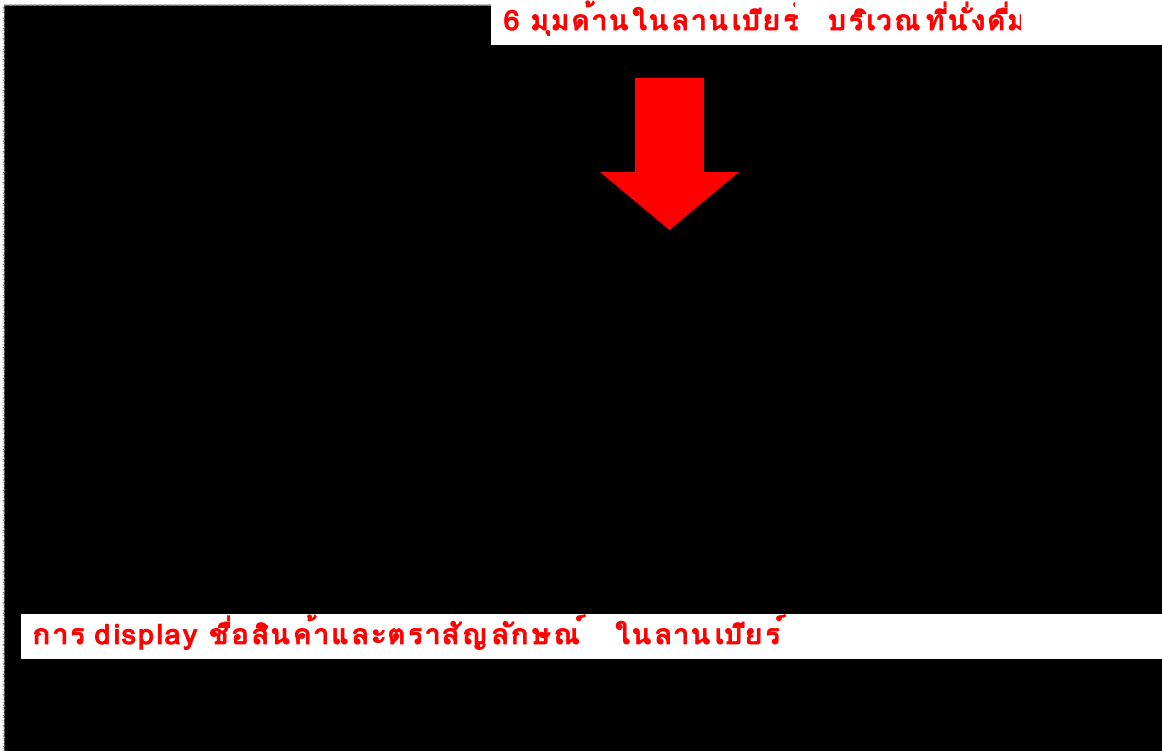 6 มุมด้านในลานเบียร์ บริเวณที่นั่งดื่ม
การ display ชื่อสินค้าและตราสัญลักษณ์ ในลานเบียร์